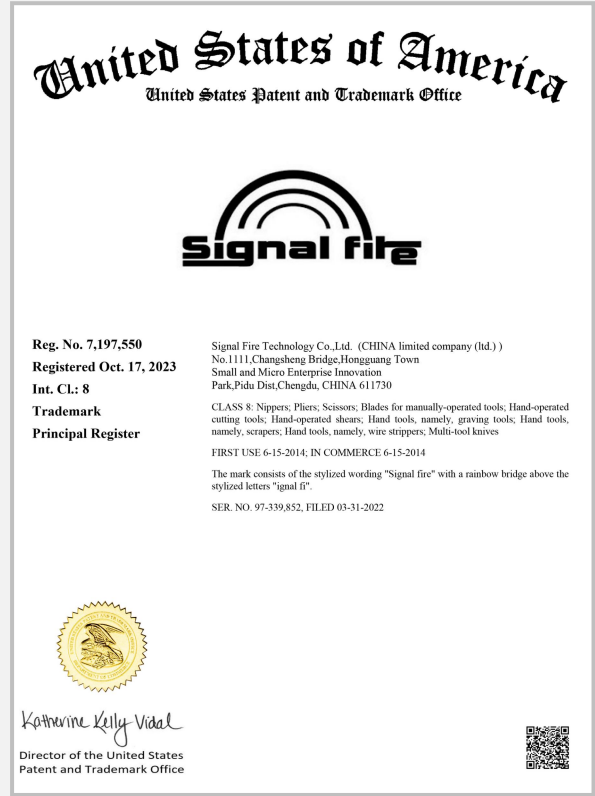 United States of America
United States Patent and Trademark Office
Signal fire
Reg. No. 7,197,550
Registered Oct. 17, 2023
Int. Cl.: 8
Trademark
Principal Register
Signal Fire Technology Co.,Ltd. (CHINA limited company (ltd.) )
No.1111,Changsheng Bridge,Hongguang Town
Small and Micro Enterprise Innovation
Park,Pidu Dist,Chengdu, CHINA 611730
CLASS 8: Nippers; Pliers; Scissors; Blades for manually-operated tools; Hand-operated
cutting tools; Hand-operated shears; Hand tools, namely, graving tools; Hand tools,
namely, scrapers; Hand tools, namely, wire strippers; Multi-tool knives
FIRST USE 6-15-2014; IN COMMERCE 6-15-2014
The mark consists of the stylized wording "Signal fire" with a rainbow bridge above the
stylized letters "ignal fi".
SER. NO. 97-339,852, FILED 03-31-2022
Katherine Kelly Vidal
Director of the United States
Patent and Trademark Office